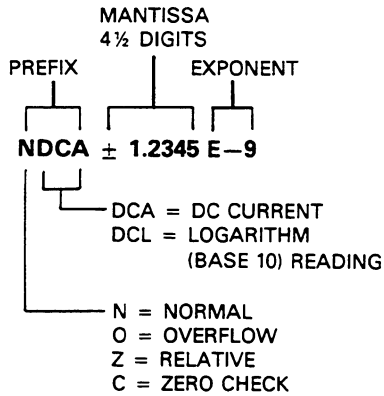 MANTISSA
4½ DIGITS
PREFIX EXPONENT
NDCA ± 1.2345 E−9
DCA = DC CURRENT
DCL = LOGARITHM
(BASE 10) READING
N = NORMAL
O = OVERFLOW
Z = RELATIVE
C = ZERO CHECK